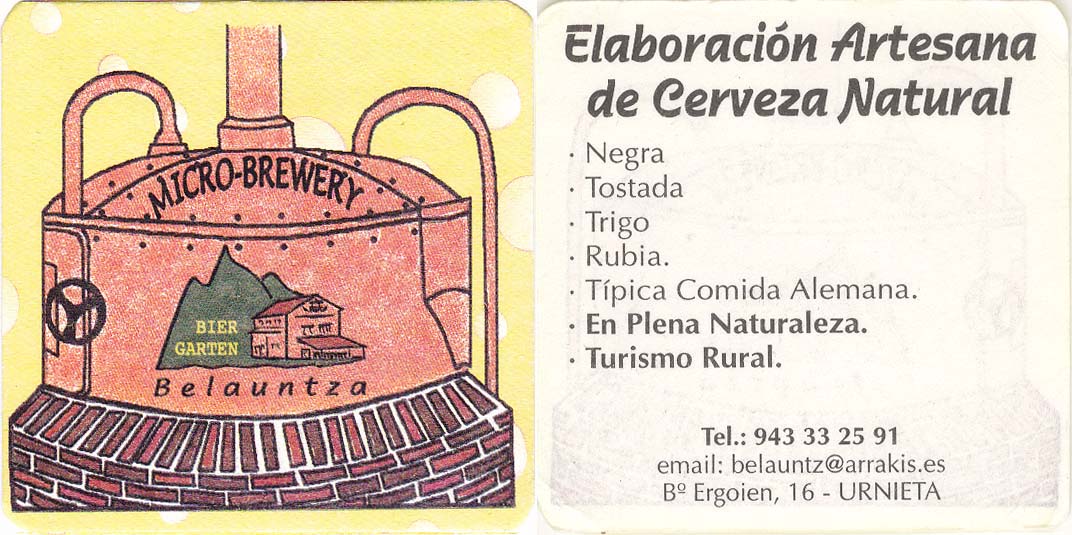 MICRO-BREWERY
BIER
GARTEN
Belauntza
Elaboración Artesana
de Cerveza Natural
· Negra
· Tostada
· Trigo
· Rubia.
· Típica Comida Alemana.
· En Plena Naturaleza.
· Turismo Rural.
Tel.: 943 33 25 91
email: belauntz@arrakis.es
Bº Ergoien, 16 - URNIETA